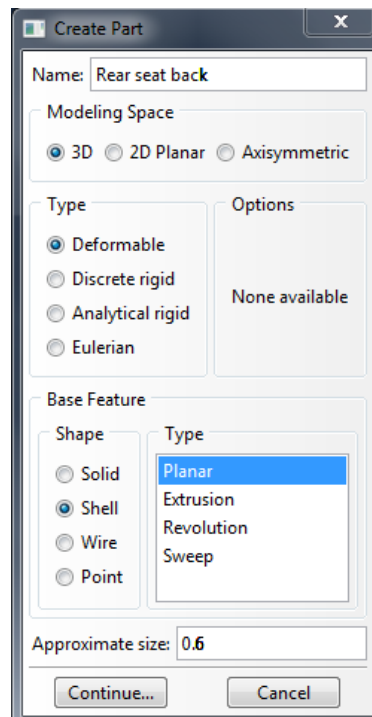 Create Part
X
Name: Rear seat back
Modeling Space
3D 2D Planar Axisymmetric
Type
Deformable
Discrete rigid
Analytical rigid
Eulerian
Options
None available
Base Feature
Shape
Solid
Shell
Wire
Point
Type
Planar
Extrusion
Revolution
Sweep
Approximate size: 0.6
Continue... Cancel